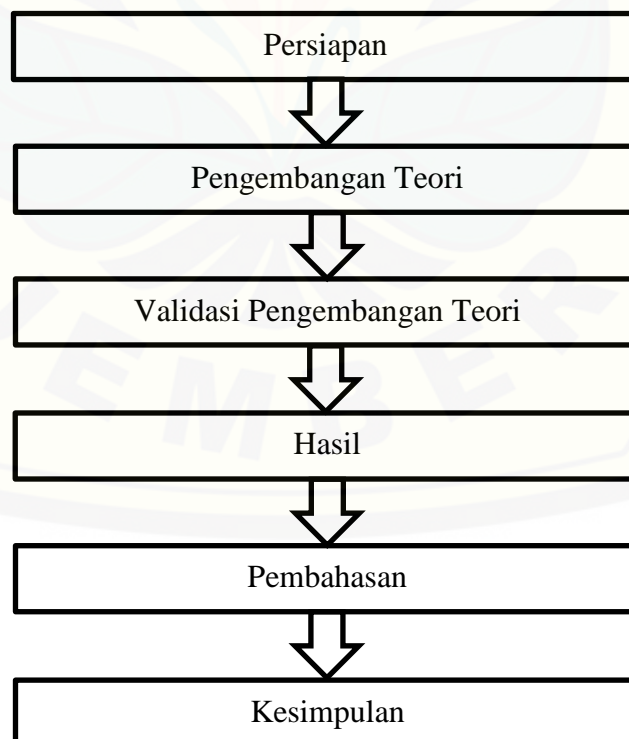 Persiapan
Pengembangan Teori
Validasi Pengembangan Teori
Hasil
Pembahasan
Kesimpulan